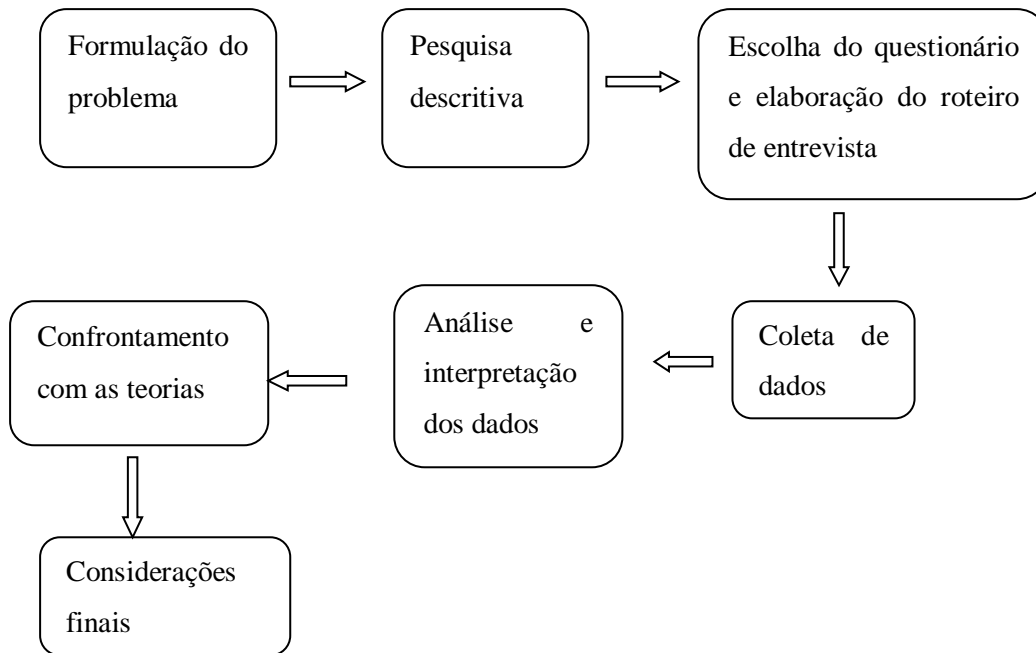 Formulação do
problema
Pesquisa
descritiva
Escolha do questionário
e elaboração do roteiro
de entrevista
Coleta de
dados
Análise e
interpretação
dos dados
Confrontamento
com as teorias
Considerações
finais